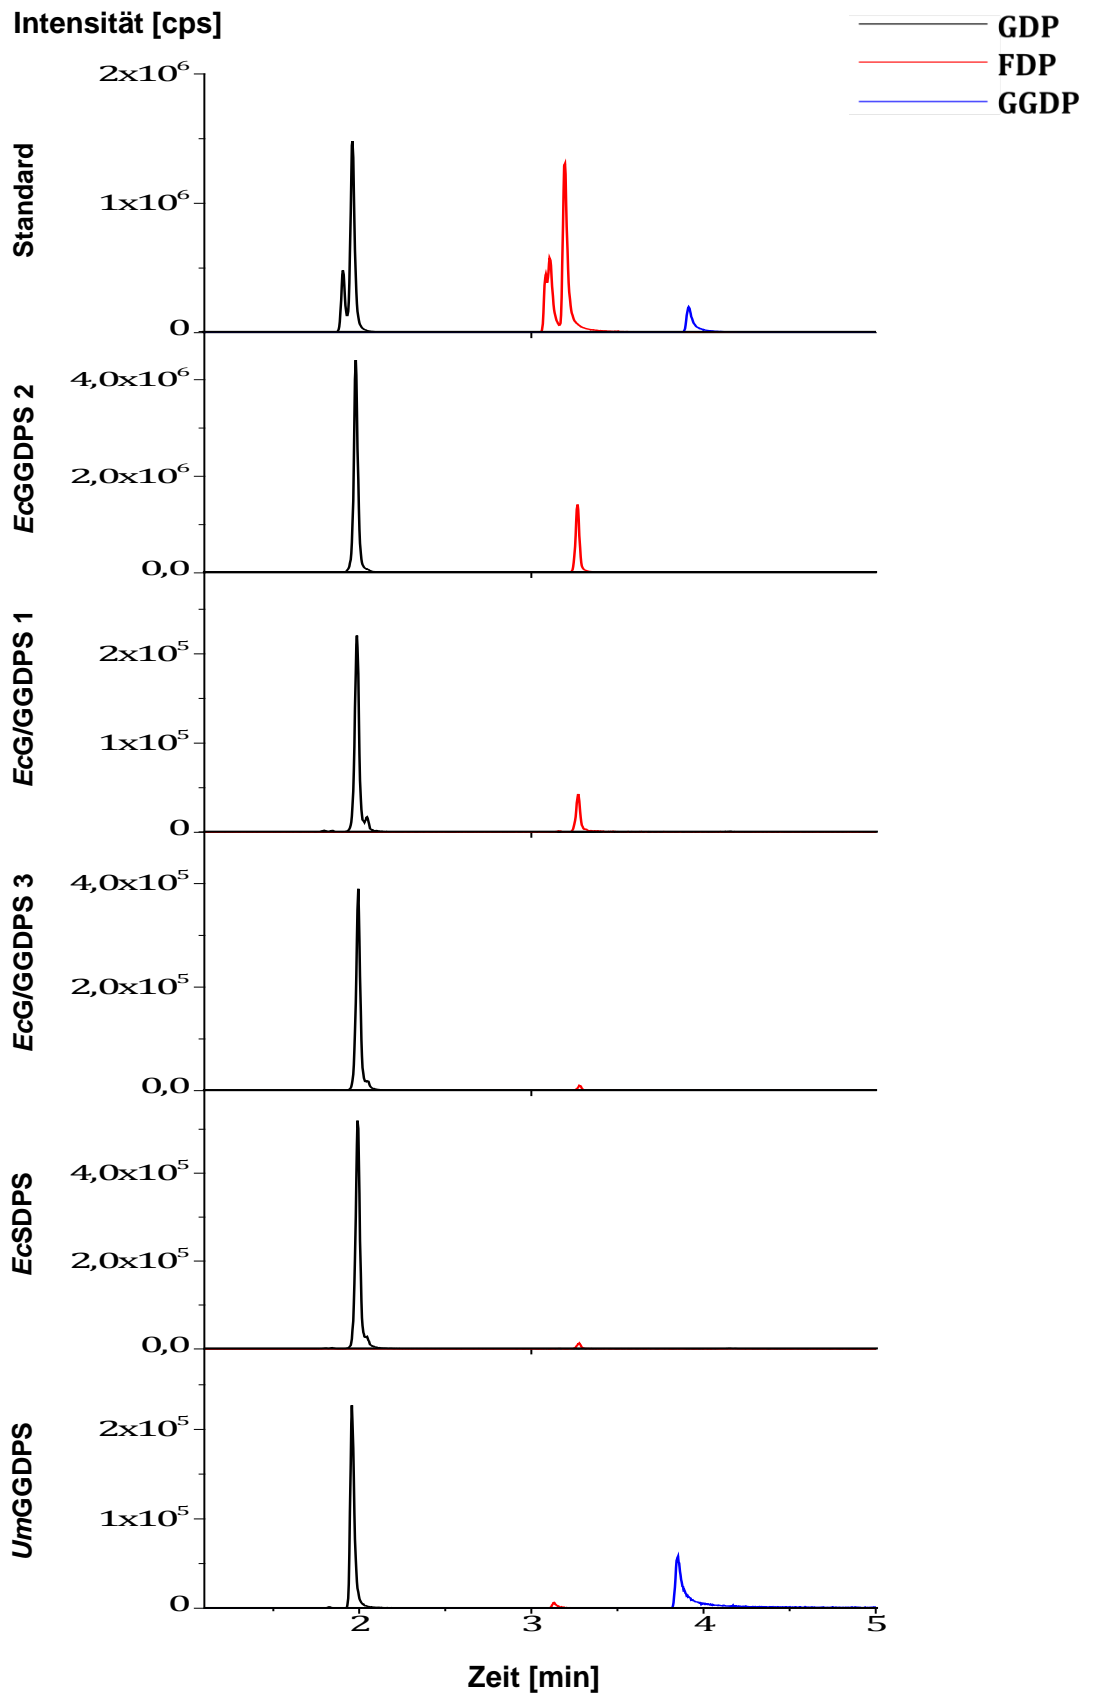 Intensität [cps]
GDP
FDP
GGDP
Standard
2x10⁶
1x10⁶
0
EcGGDPS 2
4,0x10⁶
2,0x10⁶
0,0
EcG/GGDPS 1
2x10⁵
1x10⁵
0
EcG/GGDPS 3
4,0x10⁵
2,0x10⁵
0,0
EcSDPS
4,0x10⁵
2,0x10⁵
0,0
UmGGDPS
2x10⁵
1x10⁵
0
2 3 4 5
Zeit [min]